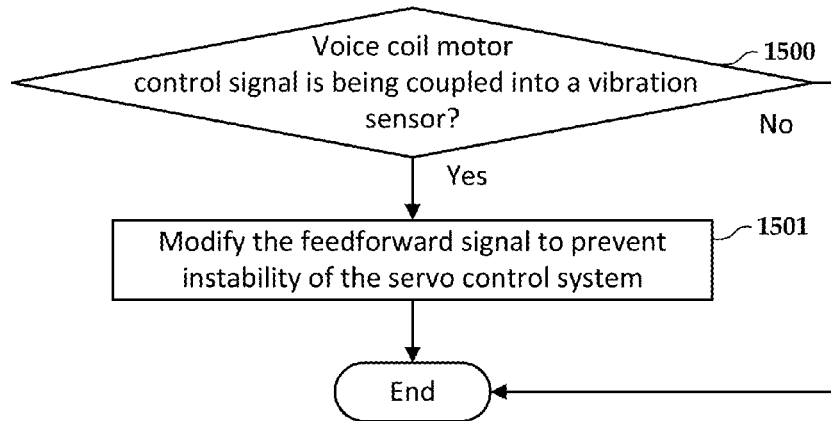 Voice coil motor
control signal is being coupled into a vibration
sensor?
1500
No
Yes
Modify the feedforward signal to prevent
instability of the servo control system
1501
End